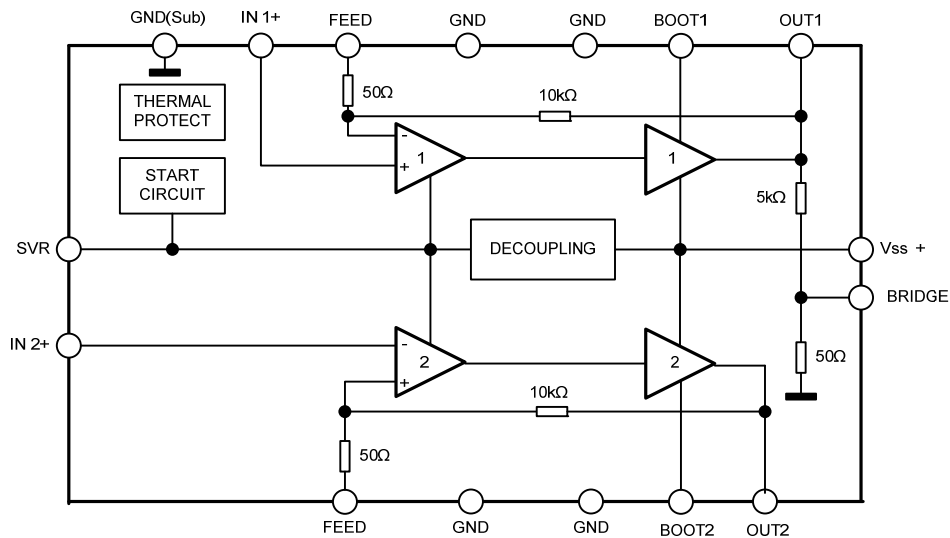 GND(Sub) IN 1+ FEED GND GND BOOT1 OUT1
50Ω 10kΩ
THERMAL
PROTECT
-
+ 1 1
START
CIRCUIT
5kΩ
SVR DECOUPLING Vss +
BRIDGE
IN 2+ - 2 2 50Ω
+
10kΩ
50Ω
FEED GND GND BOOT2 OUT2